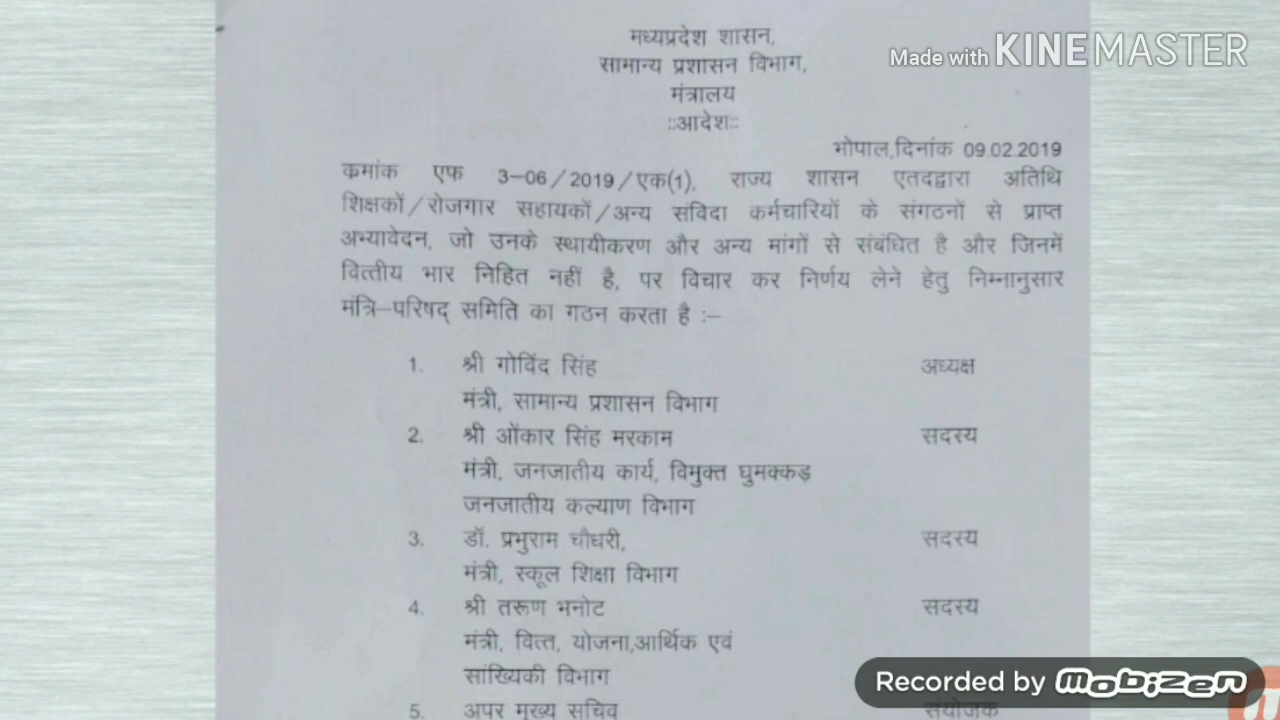 मध्यप्रदेश शासन,
सामान्य प्रशासन विभाग,
मंत्रालय
::आदेश::
Made with KINEMASTER
भोपाल,दिनांक 09.02.2019
कमांक एफ 3–06/2019/एक(1), राज्य शासन एतदद्वारा अतिथि
शिक्षकों/रोजगार सहायकों/अन्य संविदा कर्मचारियों के संगठनों से प्राप्त
अभ्यावेदन, जो उनके स्थायीकरण और अन्य मांगों से संबंधित है और जिनमें
वित्तीय भार निहित नहीं है, पर विचार कर निर्णय लेने हेतु निम्नानुसार
मंत्रि–परिषद् समिति का गठन करता है :–
1. श्री गोविंद सिंह अध्यक्ष
मंत्री, सामान्य प्रशासन विभाग
2. श्री ओंकार सिंह मरकाम सदस्य
मंत्री, जनजातीय कार्य, विमुक्त घुमक्कड़
जनजातीय कल्याण विभाग
3. डॉ. प्रभुराम चौधरी, सदस्य
मंत्री, स्कूल शिक्षा विभाग
4. श्री तरूण भनोट सदस्य
मंत्री, वित्त, योजना,आर्थिक एवं
सांख्यिकी विभाग
5. अपर मुख्य सचिव संयोजक
Recorded by mobizen